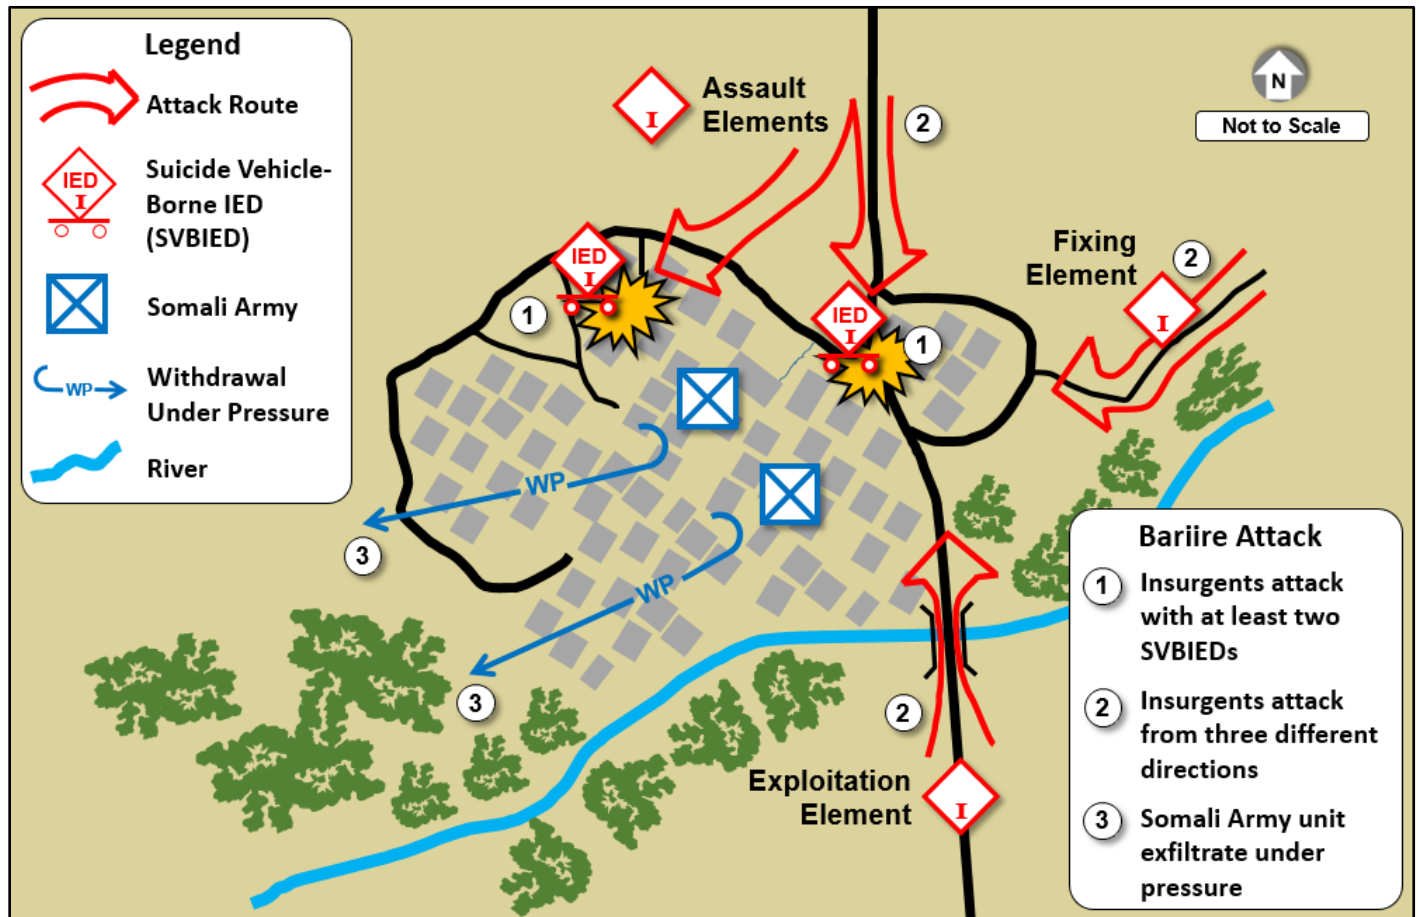 Legend
Attack Route
IED
I
Suicide Vehicle-
Borne IED
(SVBIED)
Somali Army
WP
Withdrawal
Under Pressure
River
I
Assault
Elements
2
N
Not to Scale
Fixing
Element
2
I
IED
I
1
IED
I
1
WP
3
WP
3
2
Exploitation
Element
I
Bariire Attack
1
Insurgents attack
with at least two
SVBIEDs
2
Insurgents attack
from three different
directions
3
Somali Army unit
exfiltrate under
pressure